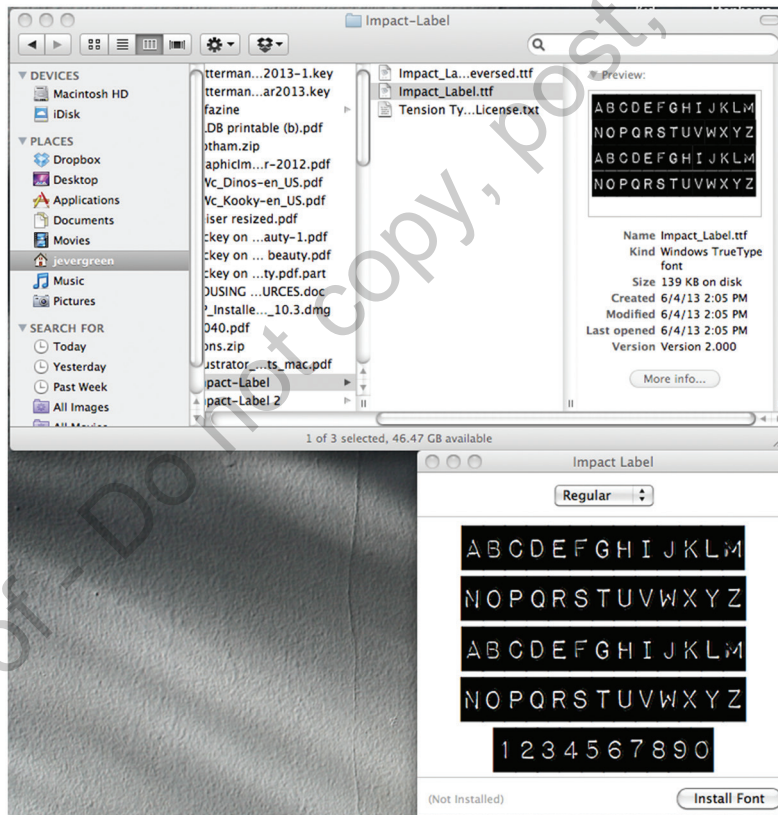 Impact-Label
▼ DEVICES
Macintosh HD
iDisk
▼ PLACES
Dropbox
Desktop
Applications
Documents
Movies
jevergreen
Music
Pictures
▼ SEARCH FOR
Today
Yesterday
Past Week
All Images
tterman...2013-1.key
tterman...ar2013.key
fazine
.DB printable (b).pdf
otham.zip
aphicIm...r-2012.pdf
Wc_Dinos-en_US.pdf
Wc_Kooky-en_US.pdf
iser resized.pdf
ckey on ...auty-1.pdf
ckey on ... beauty.pdf
ckey on ...ty.pdf.part
OUSING ...URCES.doc
P_Installe..._10.3.dmg
040.pdf
ons.zip
ustrator_...ts_mac.pdf
npact-Label
npact-Label 2
Impact_La...eversed.ttf
Impact_Label.ttf
Tension Ty...License.txt
▼ Preview:
ABCDEFGHIJKLM
NOPQRSTUVWXYZ
ABCDEFGHIJKLM
NOPQRSTUVWXYZ
Name Impact_Label.ttf
Kind Windows TrueType
font
Size 139 KB on disk
Created 6/4/13 2:05 PM
Modified 6/4/13 2:05 PM
Last opened 6/4/13 2:05 PM
Version Version 2.000
More info...
1 of 3 selected, 46.47 GB available
Impact Label
Regular
ABCDEFGHIJKLM
NOPQRSTUVWXYZ
ABCDEFGHIJKLM
NOPQRSTUVWXYZ
1234567890
(Not Installed)
Install Font
of - Do not copy, post,